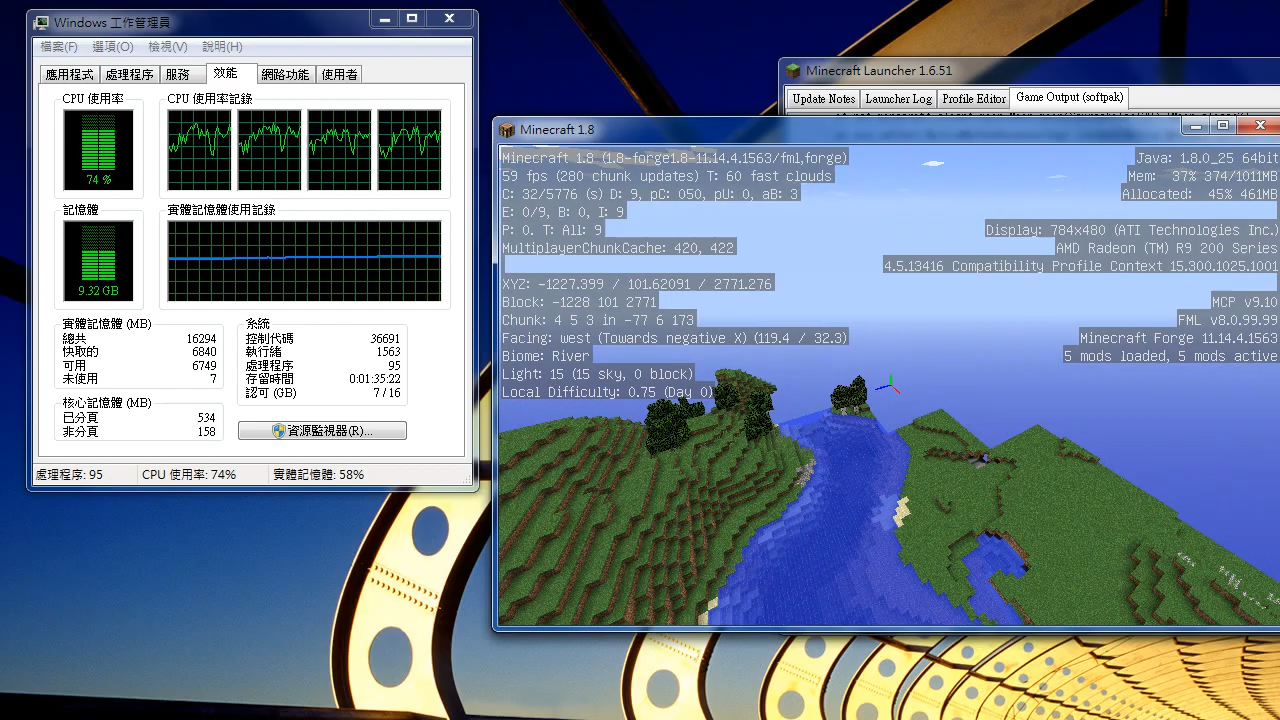 Windows 工作管理員
檔案(F) 選項(O) 檢視(V) 說明(H)
應用程式 處理程序 服務 效能 網路功能 使用者
CPU 使用率
74 %
CPU 使用率記錄
記憶體
9.32 GB
實體記憶體使用記錄
實體記憶體 (MB)
總共 16294
快取的 6840
可用 6749
未使用 7
核心記憶體 (MB)
已分頁 534
非分頁 158
系統
控制代碼 36691
執行緒 1563
處理程序 95
存留時間 0:01:35:22
認可 (GB) 7 / 16
資源監視器(R)...
處理程序: 95 CPU 使用率: 74% 實體記憶體: 58%
Minecraft Launcher 1.6.51
Update Notes Launcher Log Profile Editor Game Output (softpak)
Minecraft 1.8
Minecraft 1.8 (1.8-forge1.8-11.14.4.1563/fml,forge)
59 fps (280 chunk updates) T: 60 fast clouds
C: 32/5776 (s) D: 9, pC: 050, pU: 0, aB: 3
E: 0/9, B: 0, I: 9
P: 0. T: All: 9
MultiplayerChunkCache: 420, 422
XYZ: -1227.399 / 101.62091 / 2771.276
Block: -1228 101 2771
Chunk: 4 5 3 in -77 6 173
Facing: west (Towards negative X) (119.4 / 32.3)
Biome: River
Light: 15 (15 sky, 0 block)
Local Difficulty: 0.75 (Day 0)
Java: 1.8.0_25 64bit
Mem: 37% 374/1011MB
Allocated: 45% 461MB
Display: 784x480 (ATI Technologies Inc.)
AMD Radeon (TM) R9 200 Series
4.5.13416 Compatibility Profile Context 15.300.1025.1001
MCP v9.10
FML v8.0.99.99
Minecraft Forge 11.14.4.1563
5 mods loaded, 5 mods active